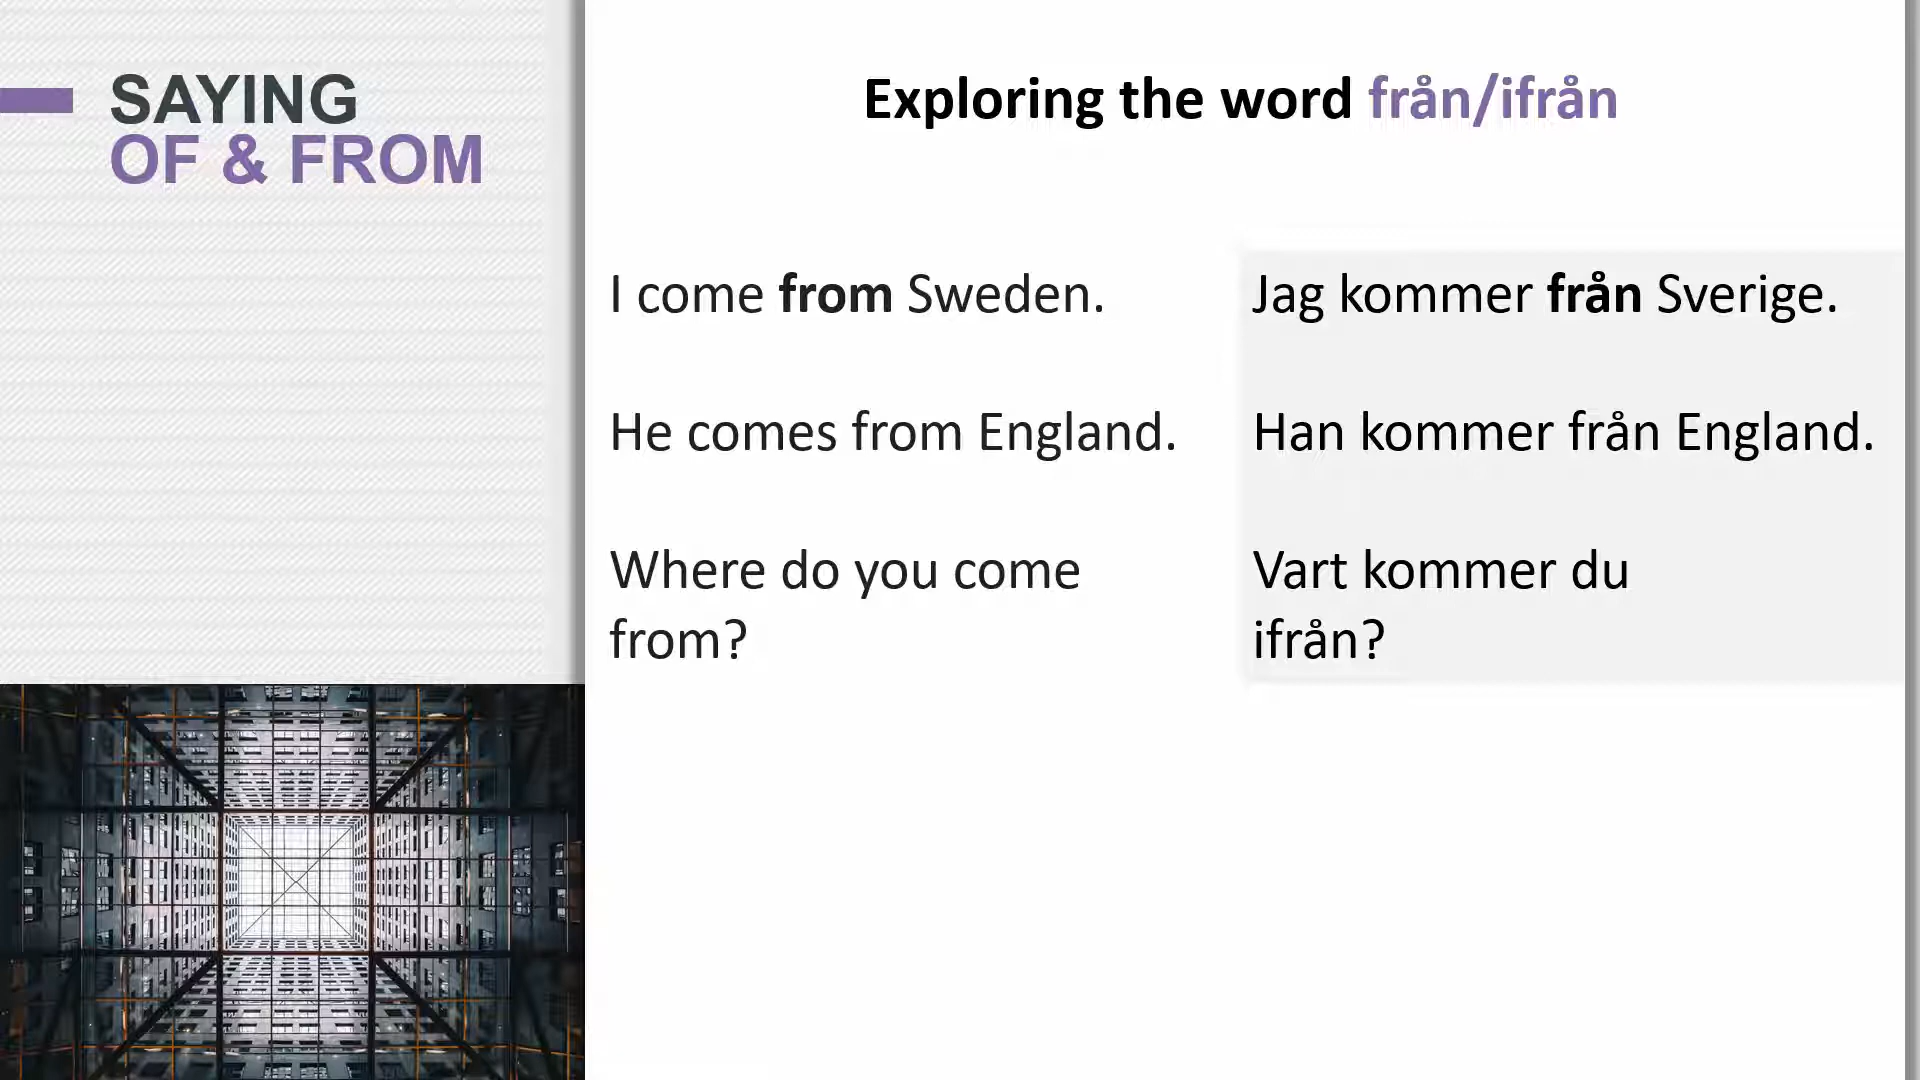 SAYING
OF & FROM
Exploring the word från/ifrån
I come from Sweden.
Jag kommer från Sverige.
He comes from England.
Han kommer från England.
Where do you come
from?
Vart kommer du
ifrån?